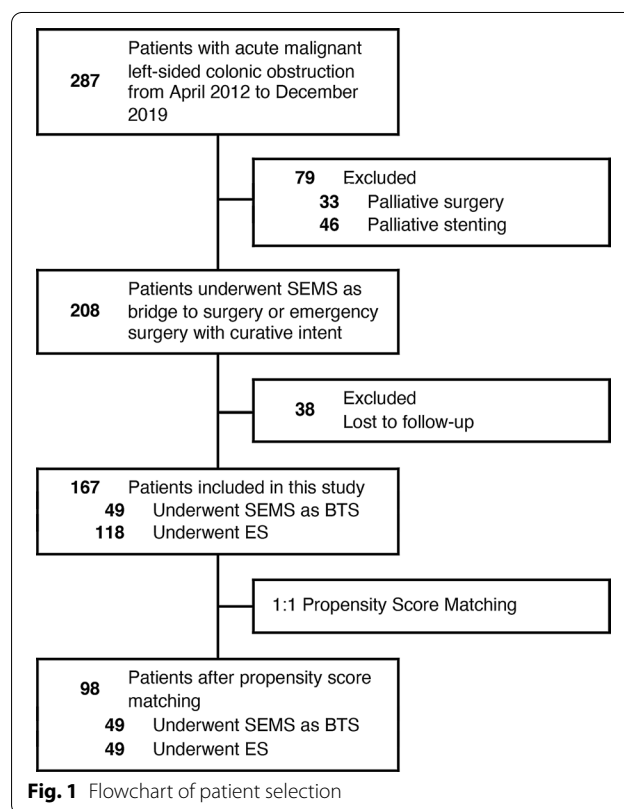 287 Patients with acute malignant
left-sided colonic obstruction
from April 2012 to December
2019
79 Excluded
33 Palliative surgery
46 Palliative stenting
208 Patients underwent SEMS as
bridge to surgery or emergency
surgery with curative intent
38 Excluded
Lost to follow-up
167 Patients included in this study
49 Underwent SEMS as BTS
118 Underwent ES
1:1 Propensity Score Matching
98 Patients after propensity score
matching
49 Underwent SEMS as BTS
49 Underwent ES
Fig. 1 Flowchart of patient selection